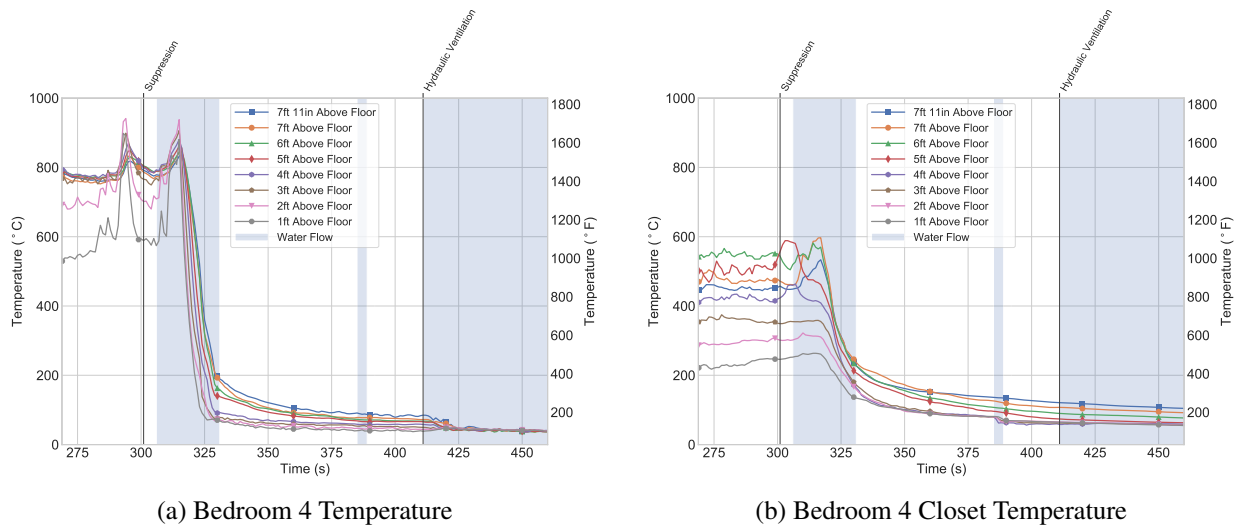 Suppression
Hydraulic Ventilation
1000
800
600
400
200
0
Temperature (° C)
1800
1600
1400
1200
1000
800
600
400
200
Temperature (° F)
7ft 11in Above Floor
7ft Above Floor
6ft Above Floor
5ft Above Floor
4ft Above Floor
3ft Above Floor
2ft Above Floor
1ft Above Floor
Water Flow
275 300 325 350 375 400 425 450
Time (s)
(a) Bedroom 4 Temperature
Suppression
Hydraulic Ventilation
1000
800
600
400
200
0
Temperature (° C)
1800
1600
1400
1200
1000
800
600
400
200
Temperature (° F)
7ft 11in Above Floor
7ft Above Floor
6ft Above Floor
5ft Above Floor
4ft Above Floor
3ft Above Floor
2ft Above Floor
1ft Above Floor
Water Flow
275 300 325 350 375 400 425 450
Time (s)
(b) Bedroom 4 Closet Temperature